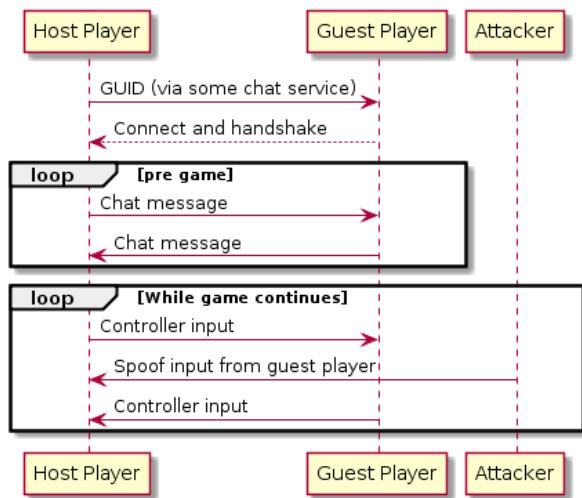 Host Player Guest Player Attacker
GUID (via some chat service)
Connect and handshake
loop [pre game]
Chat message
Chat message
loop [While game continues]
Controller input
Spoof input from guest player
Controller input
Host Player Guest Player Attacker